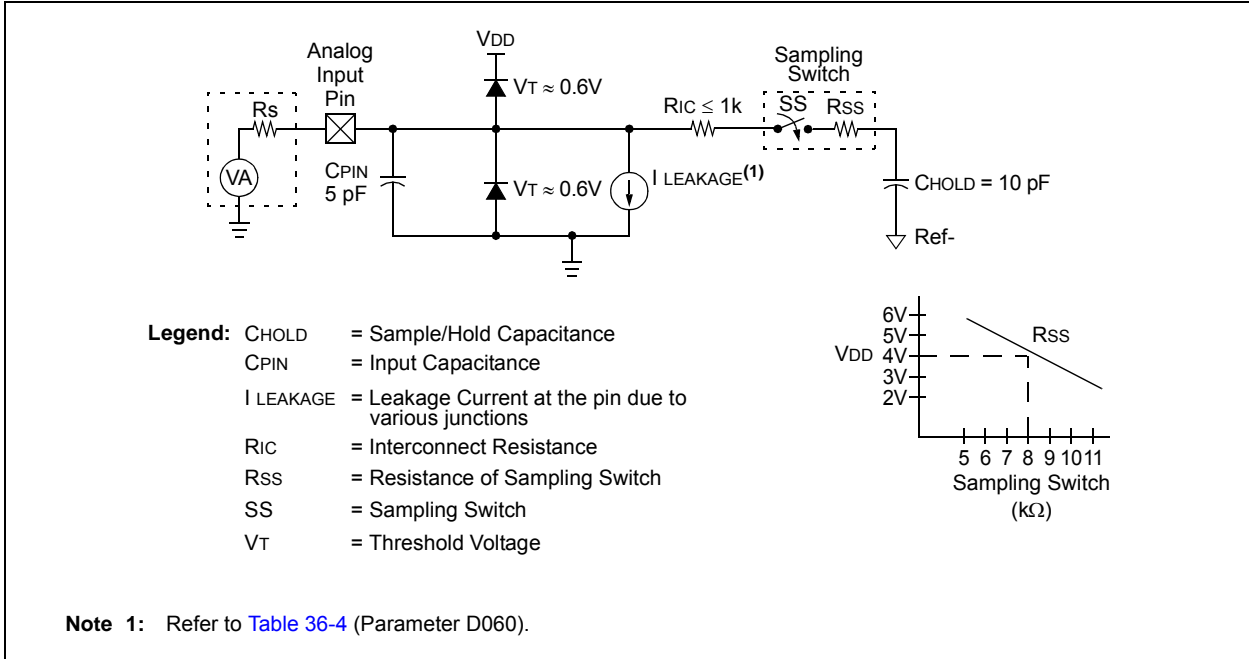 VDD
Analog
Input
Pin
Sampling
Switch
VT ≈ 0.6V
Rs
RIC ≤ 1k
SS
RSS
VA
CPIN
5 pF
VT ≈ 0.6V
I LEAKAGE(1)
CHOLD = 10 pF
Ref-
Legend: CHOLD = Sample/Hold Capacitance
CPIN = Input Capacitance
I LEAKAGE = Leakage Current at the pin due to
various junctions
RIC = Interconnect Resistance
RSS = Resistance of Sampling Switch
SS = Sampling Switch
VT = Threshold Voltage
6V
5V
VDD 4V
3V
2V
RSS
5 6 7 8 9 10 11
Sampling Switch
(kΩ)
Note 1: Refer to Table 36-4 (Parameter D060).